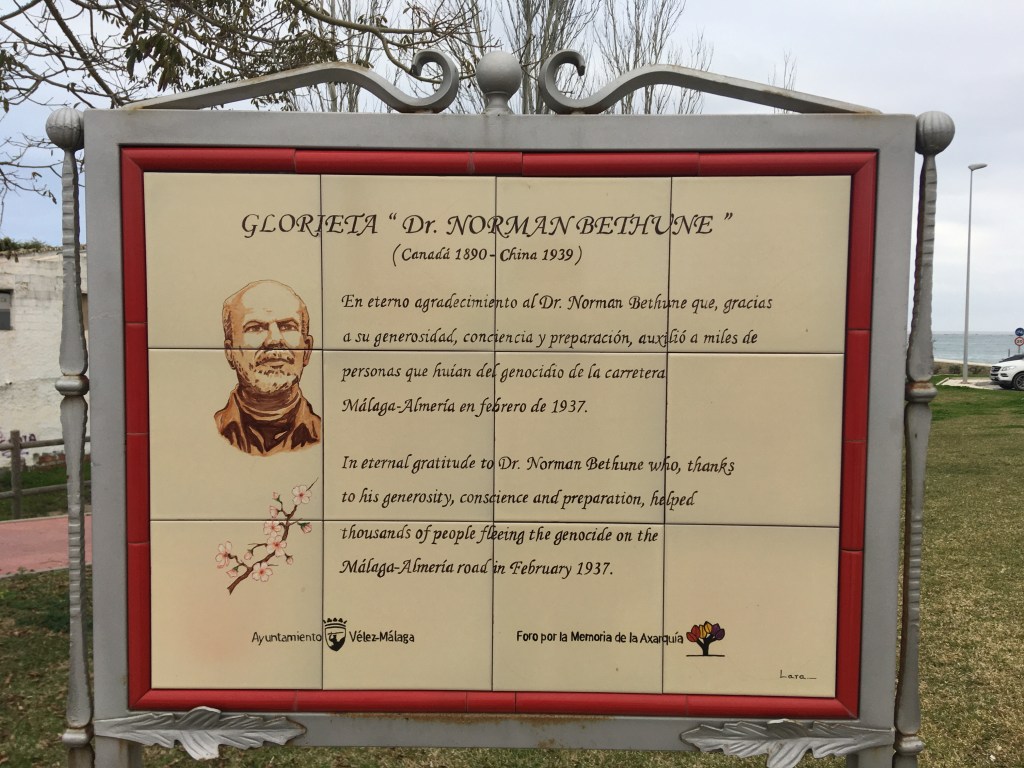 GLORIETA “ Dr. NORMAN BETHUNE ”
(Canadá 1890 - China 1939)
En eterno agradecimiento al Dr. Norman Bethune que, gracias
a su generosidad, conciencia y preparación, auxilió a miles de
personas que huían del genocidio de la carretera
Málaga-Almería en febrero de 1937.
In eternal gratitude to Dr. Norman Bethune who, thanks
to his generosity, conscience and preparation, helped
thousands of people fleeing the genocide on the
Málaga-Almería road in February 1937.
Ayuntamiento Vélez-Málaga
Foro por la Memoria de la Axarquía
Lara